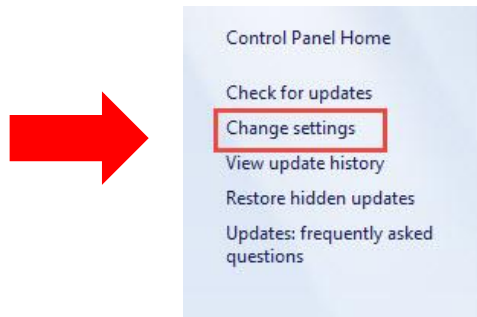 Control Panel Home
Check for updates
Change settings
View update history
Restore hidden updates
Updates: frequently asked
questions